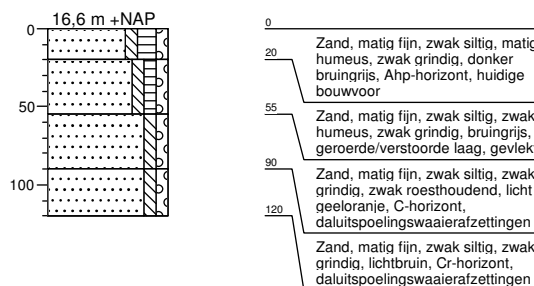 16,6 m +NAP
0
50
100
0
Zand, matig fijn, zwak siltig, matig
20
humeus, zwak grindig, donker
bruingrijs, Ahp-horizont, huidige
bouwvoor
55
Zand, matig fijn, zwak siltig, zwak
humeus, zwak grindig, bruingrijs,
geroerde/verstoorde laag,
90
Zand, matig fijn, zwak siltig, zwak
grindig, zwak roesthoudend, licht
geeloranje, C-horizont,
120
daluitspoelingswaaierafzettingen
Zand, matig fijn, zwak siltig, zwak
grindig, lichtbruin, Cr-horizont,
daluitspoelingswaaierafzettingen